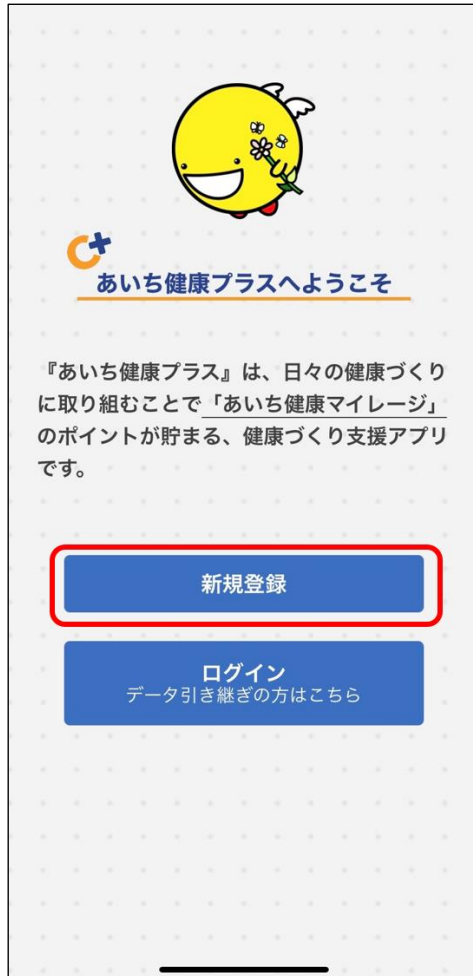 あいち健康プラスへようこそ
『あいち健康プラス』は、日々の健康づくり
に取り組むことで「あいち健康マイレージ」
のポイントが貯まる、健康づくり支援アプリ
です。
新規登録
ログイン
データ引き継ぎの方はこちら